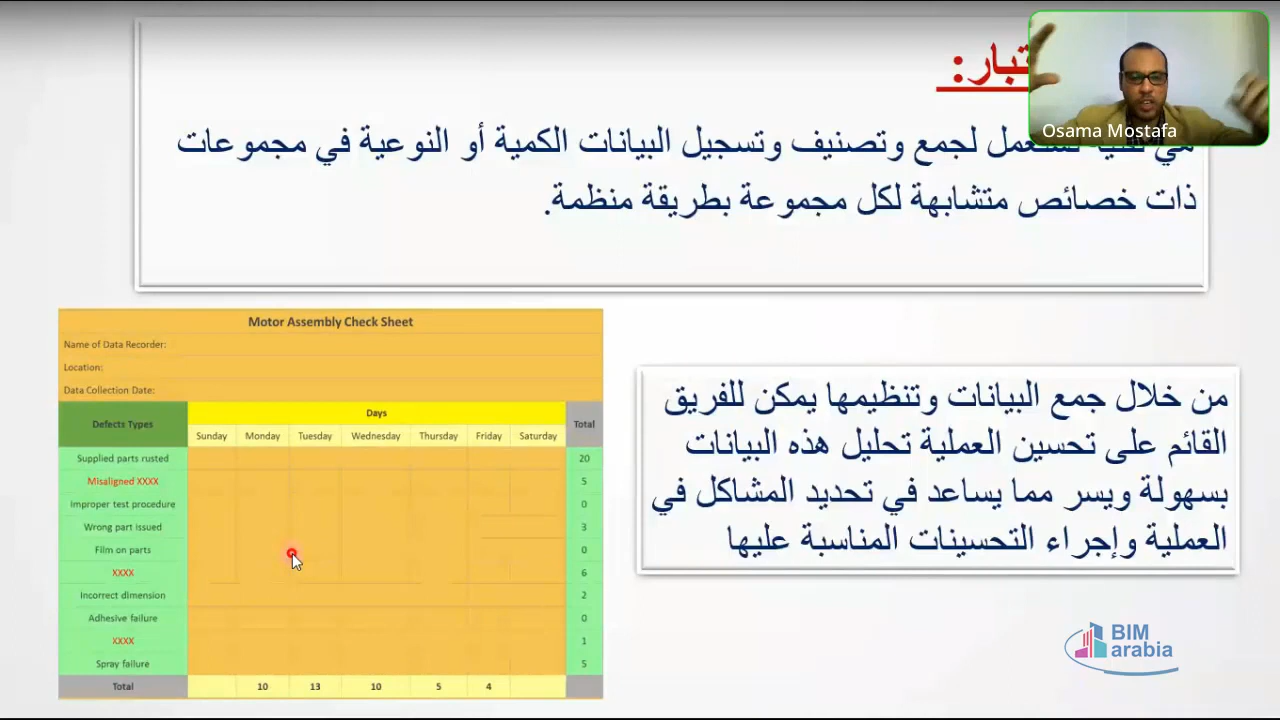 تبار:
Osama Mostafa
لجمع وتصنيف وتسجيل البيانات الكمية أو النوعية في مجموعات
ذات خصائص متشابهة لكل مجموعة بطريقة منظمة.
Motor Assembly Check Sheet
Name of Data Recorder:
Location:
Data Collection Date:
Defects Types Days Total
Sunday Monday Tuesday Wednesday Thursday Friday Saturday
Supplied parts rusted 20
Misaligned XXXX 5
Improper test procedure 0
Wrong part issued 3
Film on parts 0
XXXX 6
Incorrect dimension 2
Adhesive failure 0
XXXX 1
Spray failure 5
Total 10 13 10 5 4
من خلال جمع البيانات وتنظيمها يمكن للفريق
القائم على تحسين العملية تحليل هذه البيانات
بسهولة ويسر مما يساعد في تحديد المشاكل في
العملية وإجراء التحسينات المناسبة عليها
BIM
arabia